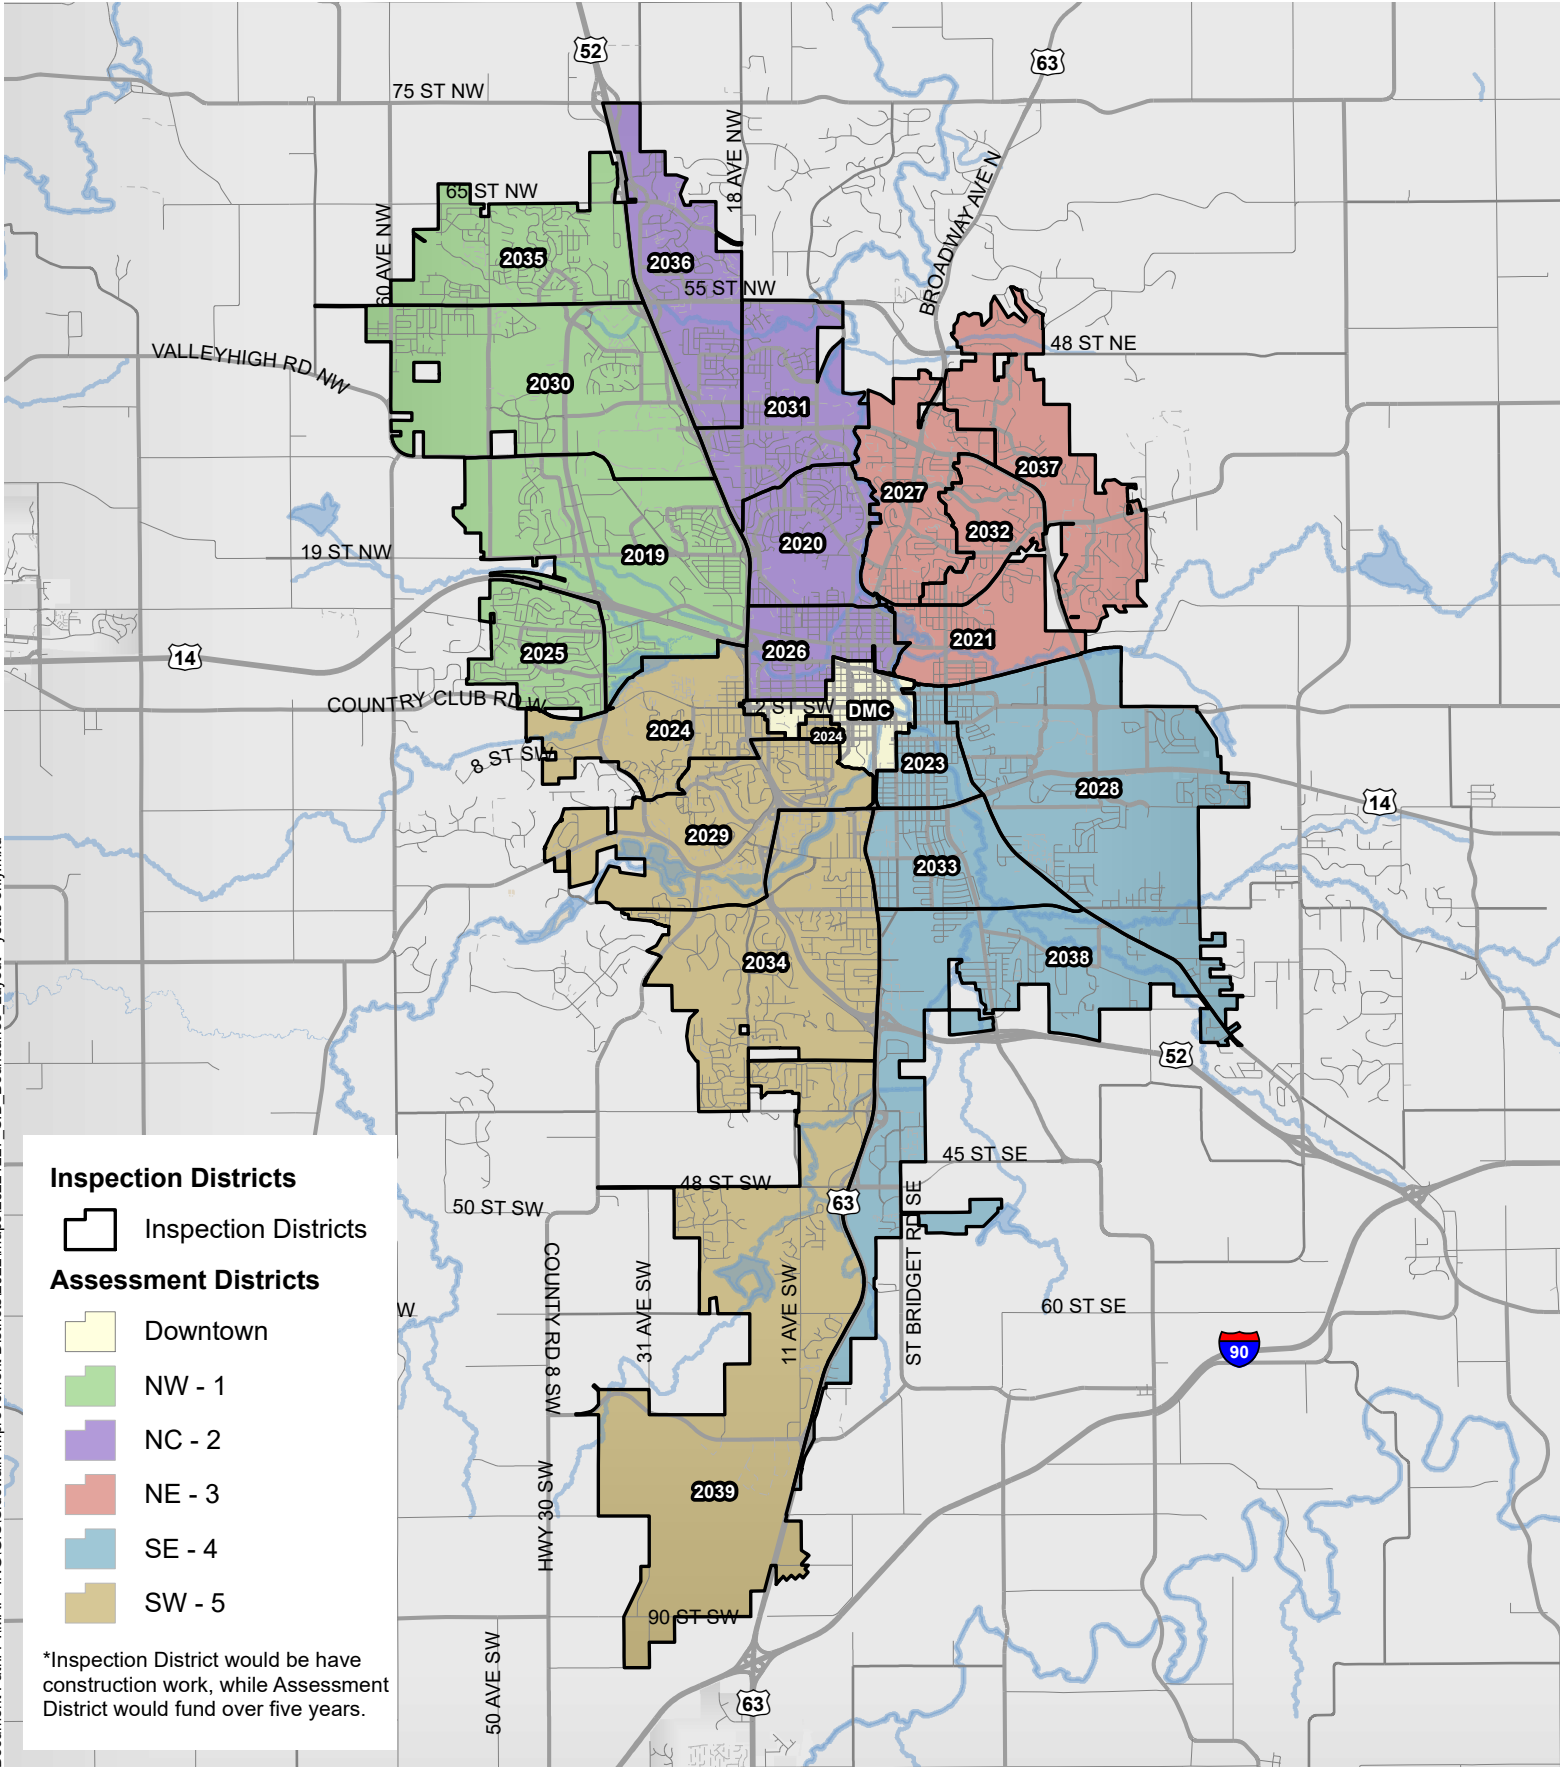 52
63
75 ST NW
18 AVE NW
BROADWAY AVE N
65 ST NW
60 AVE NW
2035
2036
55 ST NW
48 ST NE
VALLEYHIGH RD NW
2030
2031
2037
2027
2032
19 ST NW
2019
2020
2021
14
2025
2026
COUNTRY CLUB RD W
2 ST SW
DMC
2024
2024
8 ST SW
2023
2028
14
2029
2033
2034
2038
52
45 ST SE
48 ST SW
50 ST SW
63
ST BRIDGET RD SE
COUNTY RD 8 SW
31 AVE SW
11 AVE SW
60 ST SE
W
90
2039
HWY 30 SW
90 ST SW
50 AVE SW
63
Inspection Districts
Inspection Districts
Assessment Districts
Downtown
NW - 1
NC - 2
NE - 3
SE - 4
SW - 5
*Inspection District would be have
construction work, while Assessment
District would fund over five years.